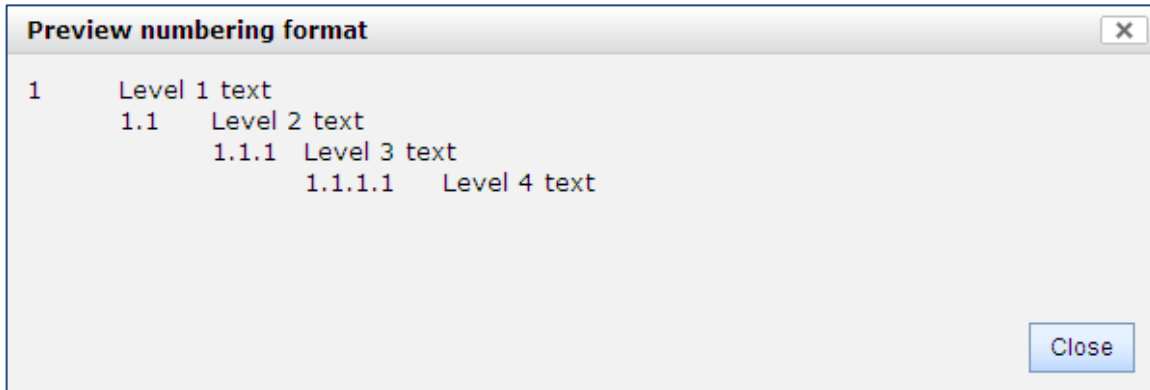 Preview numbering format
1 Level 1 text
1.1 Level 2 text
1.1.1 Level 3 text
1.1.1.1 Level 4 text
Close